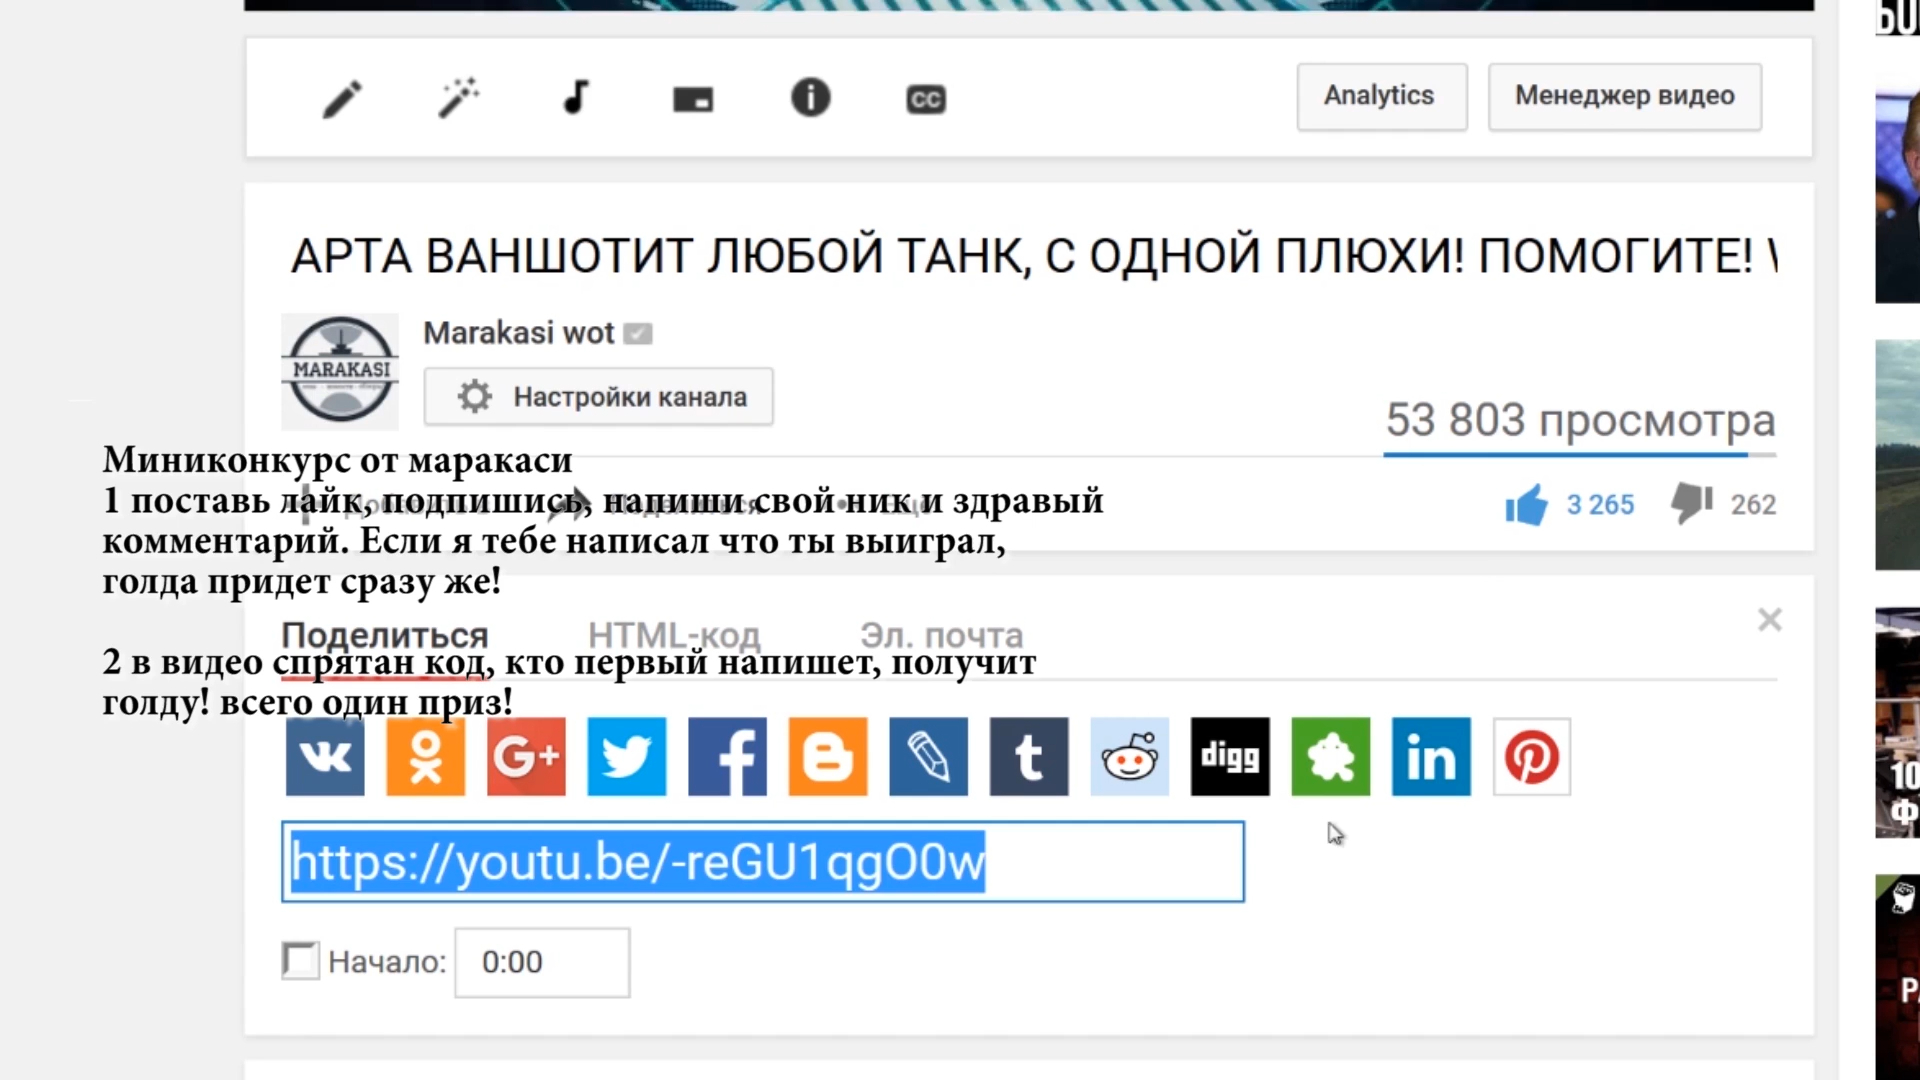 Analytics
Менеджер видео
АРТА ВАНШОТИТ ЛЮБОЙ ТАНК, С ОДНОЙ ПЛЮХИ! ПОМОГИТЕ!
Marakasi wot
MARAKASI
Настройки канала
53 803 просмотра
Миниконкурс от маракаси
1 поставь лайк, подпишись, напиши свой ник и здравый
комментарий. Если я тебе написал что ты выиграл,
голда придет сразу же!
3 265
262
Поделиться
HTML-код
Эл. почта
2 в видео спрятан код, кто первый напишет, получит
голду! всего один приз!
G+
digg
in
https://youtu.be/-reGU1qgO0w
Начало:
0:00